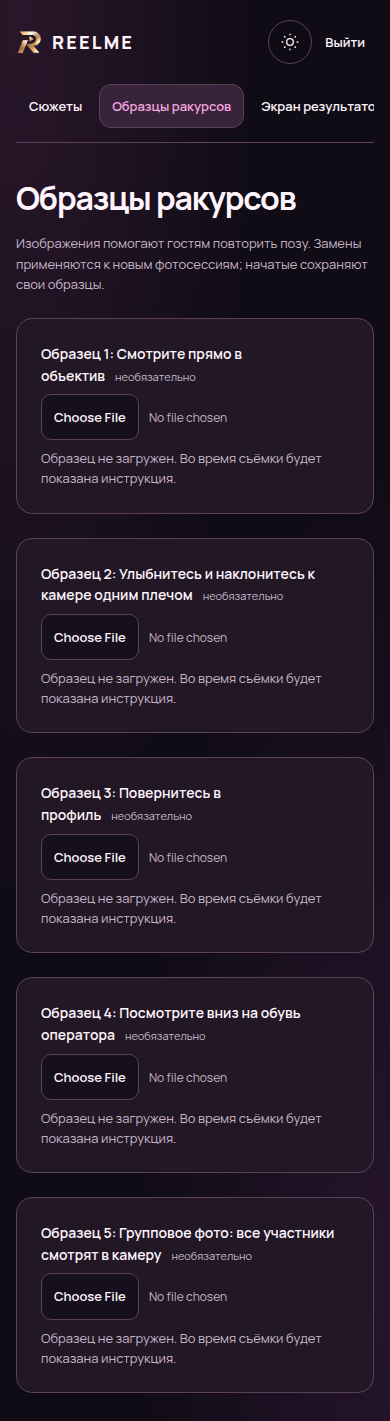 REELME
Выйти
Сюжеты
Образцы ракурсов
Экран результато
Образцы ракурсов
Изображения помогают гостям повторить позу. Замены
применяются к новым фотосессиям; начатые сохраняют
свои образцы.
Образец 1: Смотрите прямо в
объектив необязательно
Choose File No file chosen
Образец не загружен. Во время съёмки будет
показана инструкция.
Образец 2: Улыбнитесь и наклонитесь к
камере одним плечом необязательно
Choose File No file chosen
Образец не загружен. Во время съёмки будет
показана инструкция.
Образец 3: Повернитесь в
профиль необязательно
Choose File No file chosen
Образец не загружен. Во время съёмки будет
показана инструкция.
Образец 4: Посмотрите вниз на обувь
оператора необязательно
Choose File No file chosen
Образец не загружен. Во время съёмки будет
показана инструкция.
Образец 5: Групповое фото: все участники
смотрят в камеру необязательно
Choose File No file chosen
Образец не загружен. Во время съёмки будет
показана инструкция.